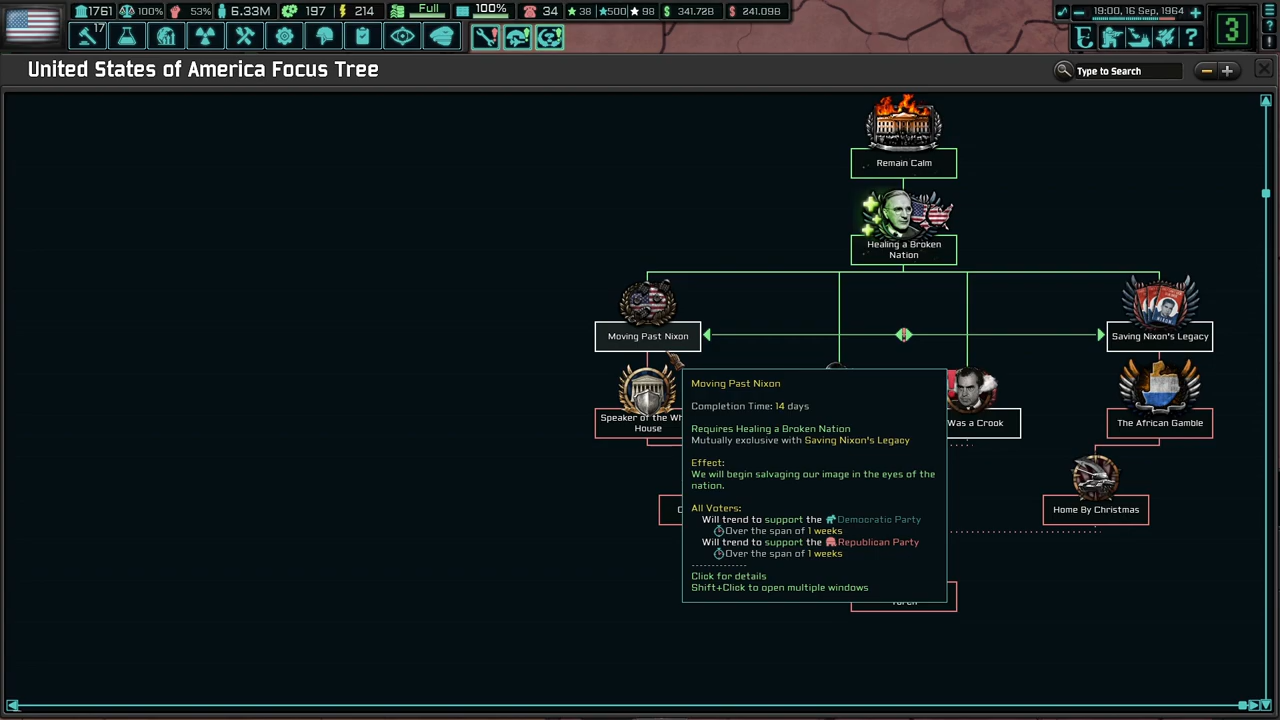 1761 100% 53% 6.33M 197 214 Full 100% 34 38 500 98 341.72B 241.09B 19:00, 16 Sep, 1964 3
17
United States of America Focus Tree
Type to Search
Remain Calm
Healing a Broken
Nation
Moving Past Nixon
Saving Nixon's Legacy
Speaker of the Wh
House
Was a Crook
The African Gamble
Home By Christmas
Moving Past Nixon
Completion Time: 14 days
Requires Healing a Broken Nation
Mutually exclusive with Saving Nixon's Legacy
Effect:
We will begin salvaging our image in the eyes of the
nation.
All Voters:
Will trend to support the Democratic Party
Over the span of 1 weeks
Will trend to support the Republican Party
Over the span of 1 weeks
--------------
Click for details
Shift+Click to open multiple windows